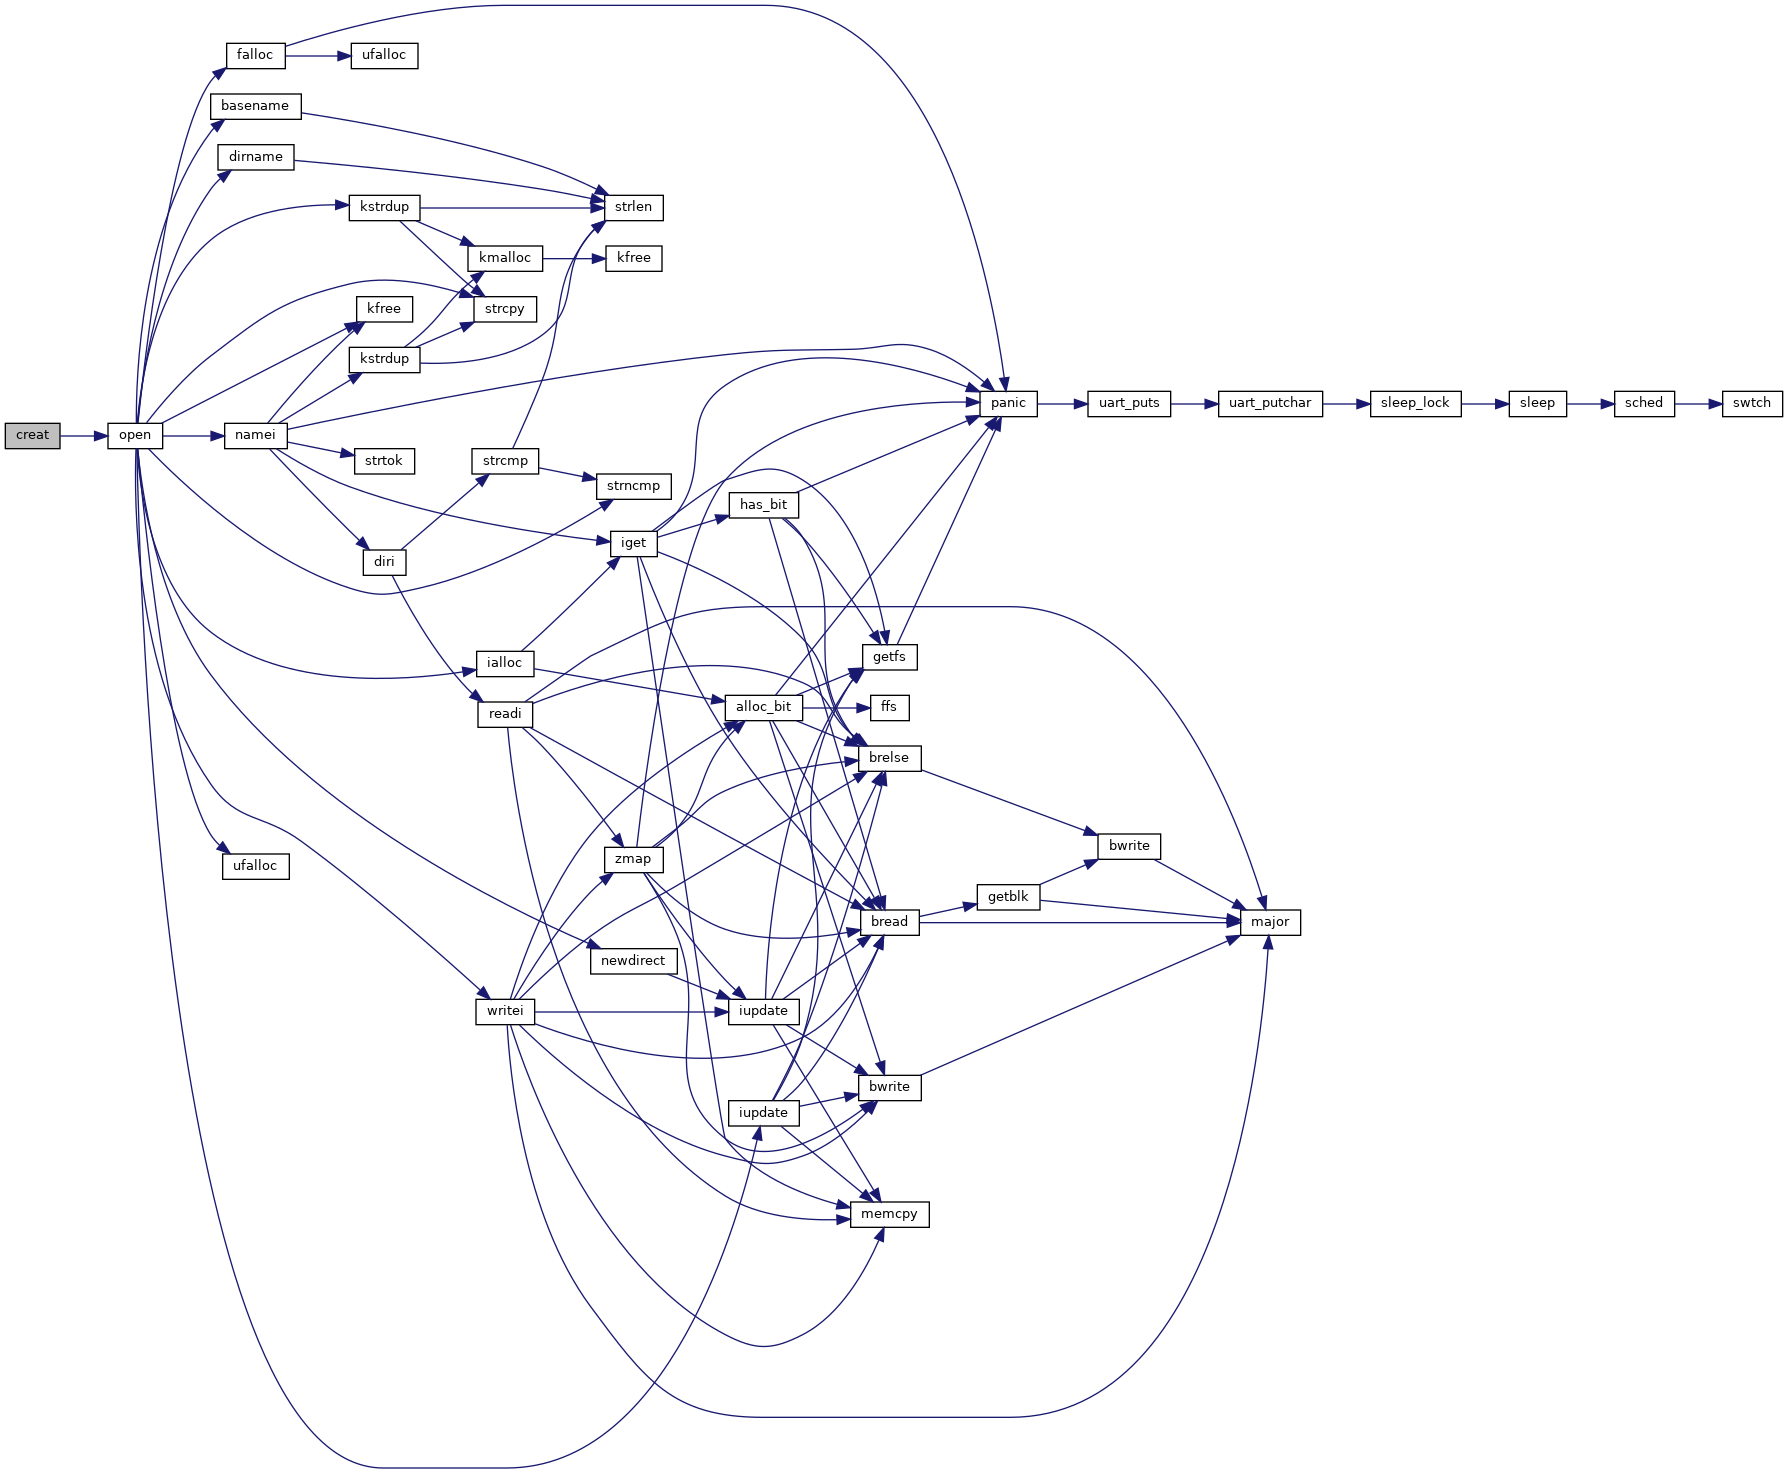 falloc
ufalloc
basename
dirname
kstrdup
strlen
kmalloc
kfree
kfree
strcpy
kstrdup
panic
uart_puts
uart_putchar
sleep_lock
sleep
sched
swtch
creat
open
namei
strtok
strcmp
strncmp
has_bit
iget
diri
getfs
ialloc
readi
alloc_bit
ffs
brelse
bwrite
zmap
ufalloc
getblk
bread
major
newdirect
writei
iupdate
bwrite
iupdate
memcpy